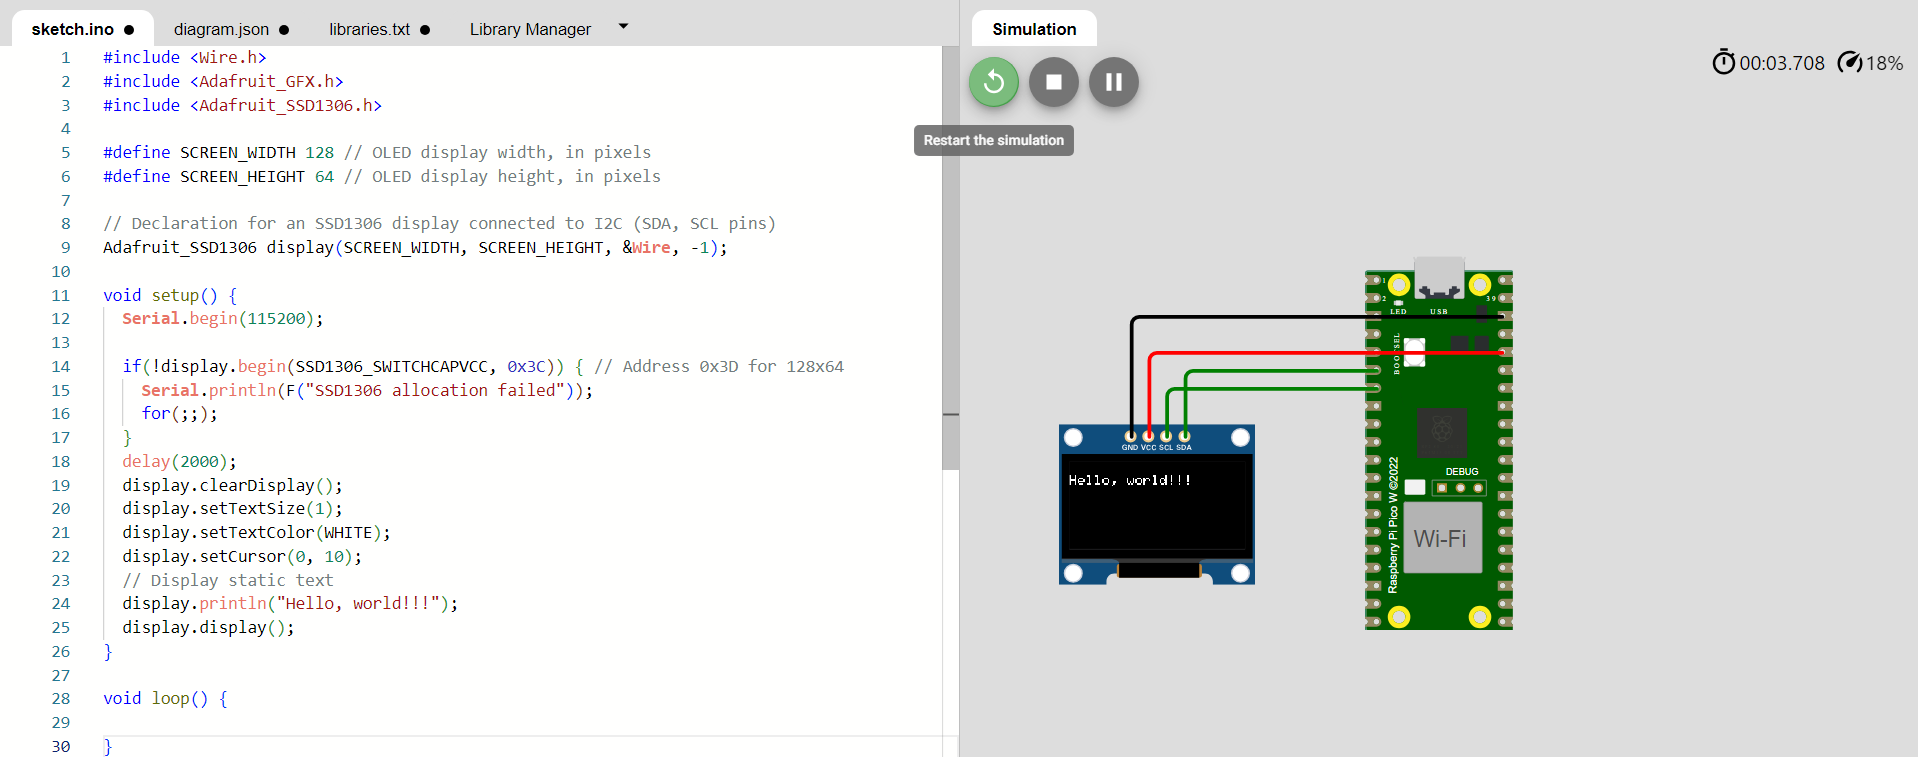 sketch.ino ● diagram.json ● libraries.txt ● Library Manager
1 #include <Wire.h>
2 #include <Adafruit_GFX.h>
3 #include <Adafruit_SSD1306.h>
4
5 #define SCREEN_WIDTH 128 // OLED display width, in pixels
6 #define SCREEN_HEIGHT 64 // OLED display height, in pixels
7
8 // Declaration for an SSD1306 display connected to I2C (SDA, SCL pins)
9 Adafruit_SSD1306 display(SCREEN_WIDTH, SCREEN_HEIGHT, &Wire, -1);
10
11 void setup() {
12 Serial.begin(115200);
13
14 if(!display.begin(SSD1306_SWITCHCAPVCC, 0x3C)) { // Address 0x3D for 128x64
15 Serial.println(F("SSD1306 allocation failed"));
16 for(;;);
17 }
18 delay(2000);
19 display.clearDisplay();
20 display.setTextSize(1);
21 display.setTextColor(WHITE);
22 display.setCursor(0, 10);
23 // Display static text
24 display.println("Hello, world!!!");
25 display.display();
26 }
27
28 void loop() {
29
30 }
Simulation
00:03.708 18%
Restart the simulation
1
2 39
LED USB
BOOTSEL
GND VCC SCL SDA
Hello, world!!!
DEBUG
Raspberry Pi Pico W ©2022
Wi-Fi